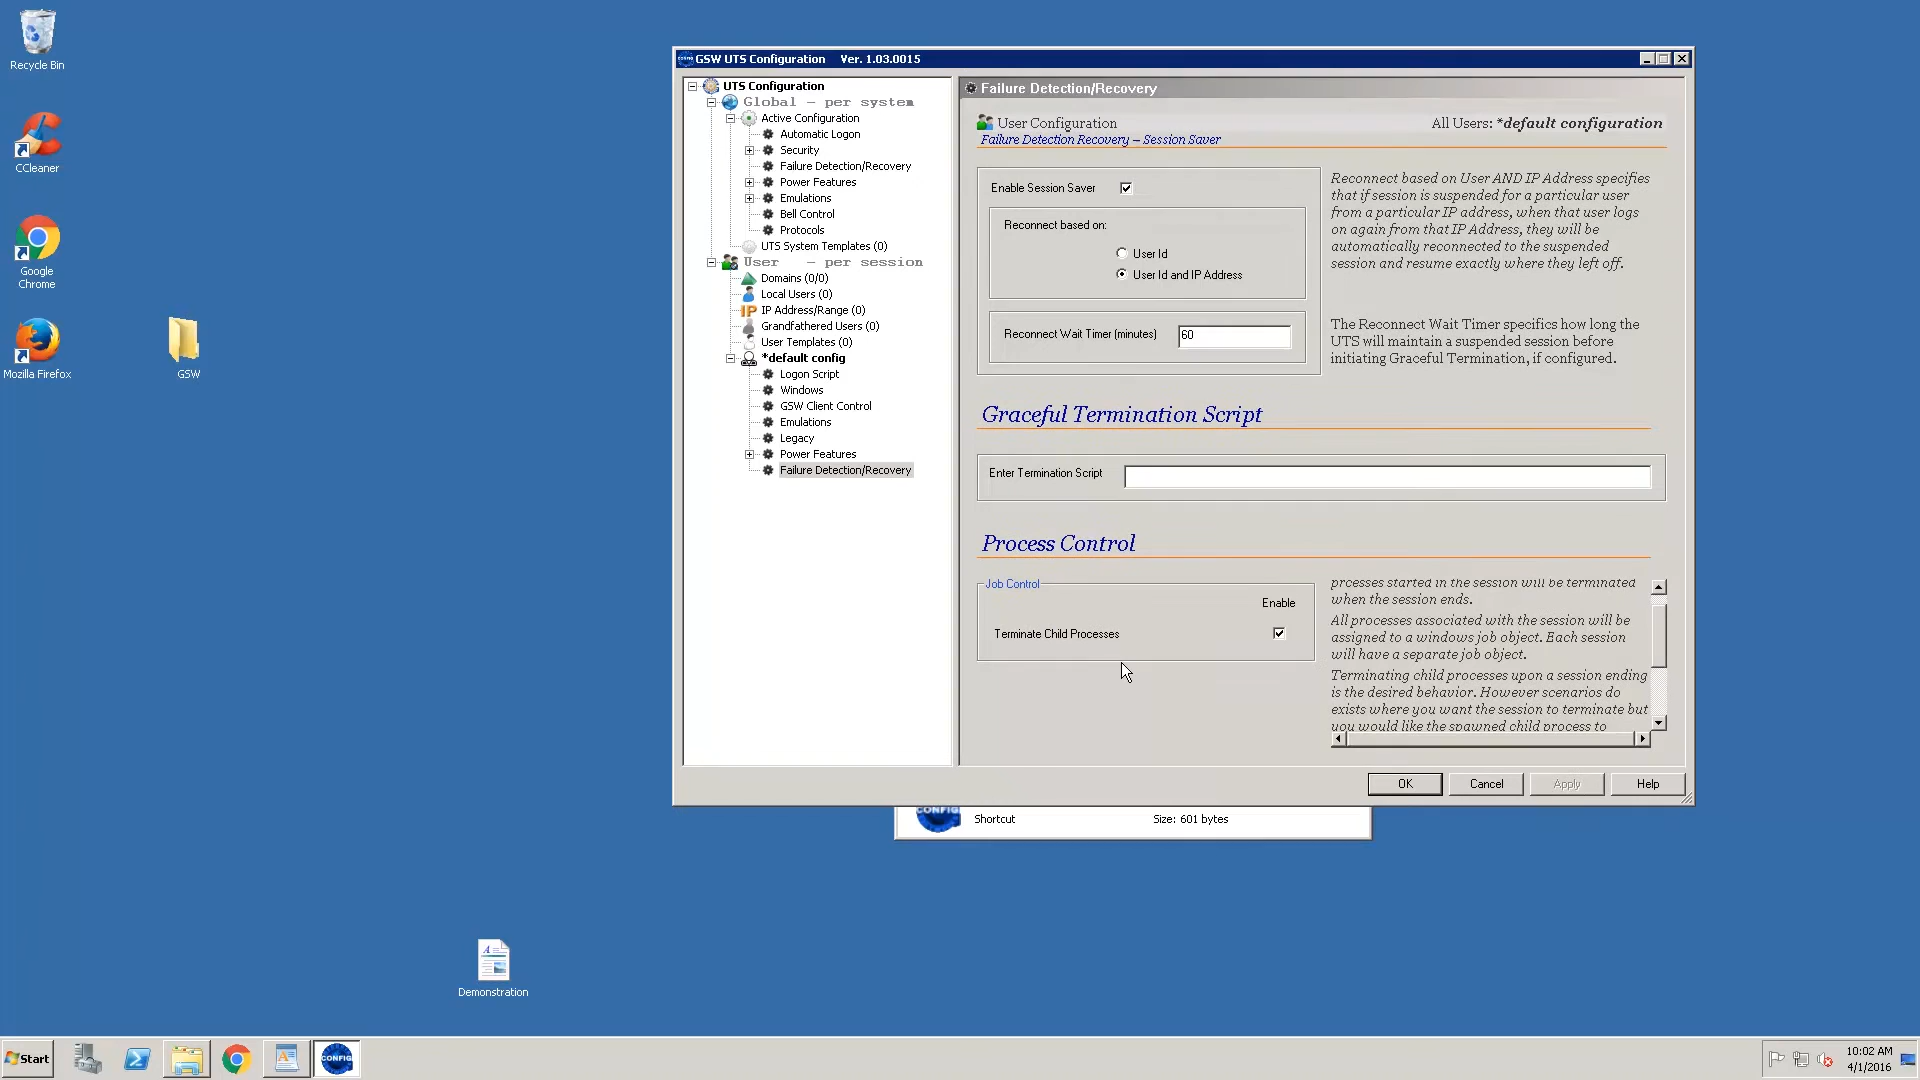 Recycle Bin
CCleaner
Google
Chrome
Mozilla Firefox
GSW
Demonstration
GSW UTS Configuration Ver. 1.03.0015
UTS Configuration
Global - per system
Active Configuration
Automatic Logon
Security
Failure Detection/Recovery
Power Features
Emulations
Bell Control
Protocols
UTS System Templates (0)
User - per session
Domains (0/0)
Local Users (0)
IP Address/Range (0)
Grandfathered Users (0)
User Templates (0)
*default config
Logon Script
Windows
GSW Client Control
Emulations
Legacy
Power Features
Failure Detection/Recovery
Failure Detection/Recovery
User Configuration
All Users: *default configuration
Failure Detection Recovery – Session Saver
Enable Session Saver
Reconnect based on:
User Id
User Id and IP Address
Reconnect Wait Timer (minutes) 60
Reconnect based on User AND IP Address specifies
that if session is suspended for a particular user
from a particular IP address, when that user logs
on again from that IP Address, they will be
automatically reconnected to the suspended
session and resume exactly where they left off.
The Reconnect Wait Timer specifics how long the
UTS will maintain a suspended session before
initiating Graceful Termination, if configured.
Graceful Termination Script
Enter Termination Script
Process Control
Job Control
Enable
Terminate Child Processes
prcesses started in the session will be terminated
when the session ends.
All processes associated with the session will be
assigned to a windows job object. Each session
will have a separate job object.
Terminating child processes upon a session ending
is the desired behavior. However scenarios do
exists where you want the session to terminate but
you would like the spawned child process to
OK
Cancel
Apply
Help
CONFIG
Shortcut
Size: 601 bytes
Start
CONFIG
10:02 AM
4/1/2016